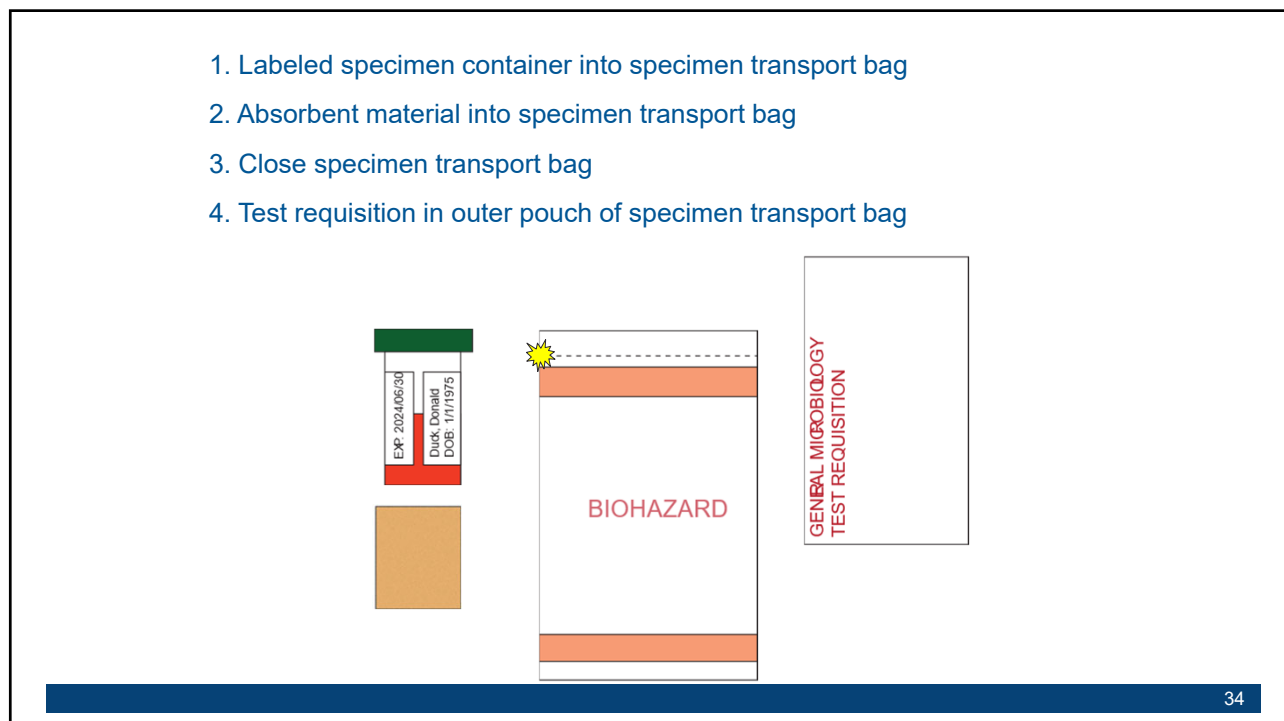 1. Labeled specimen container into specimen transport bag
2. Absorbent material into specimen transport bag
3. Close specimen transport bag
4. Test requisition in outer pouch of specimen transport bag
EXP: 2024/06/30
Duck, Donald
DOB: 1/1/1975
BIOHAZARD
GENERAL MICROBIOLOGY
TEST REQUISITION
34